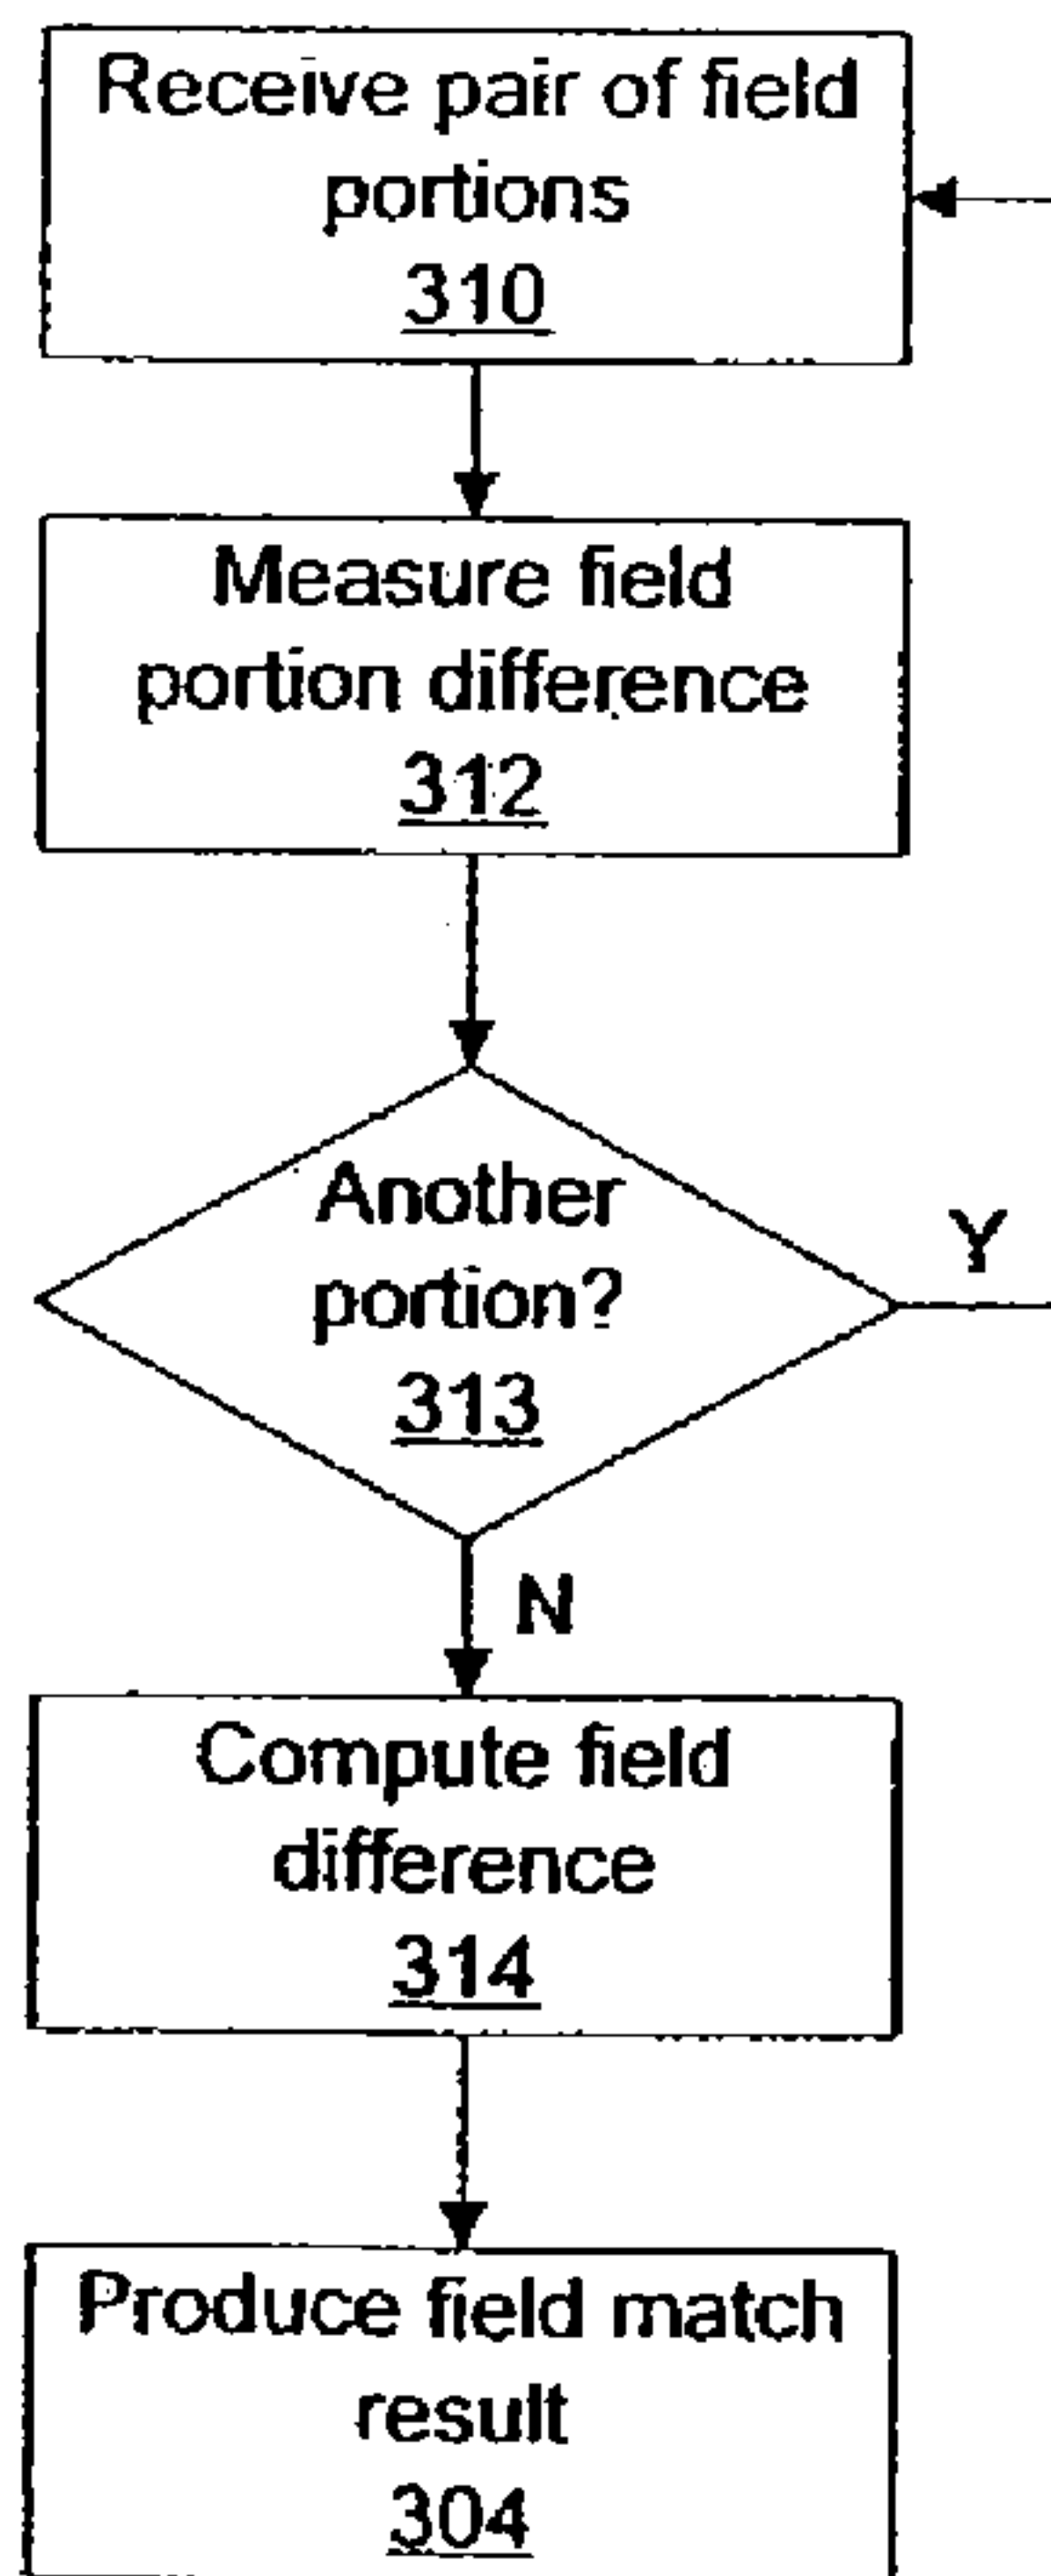 Receive pair of field
portions
310
Measure field
portion difference
312
Another
portion?
313
Y
N
Compute field
difference
314
Produce field match
result
304